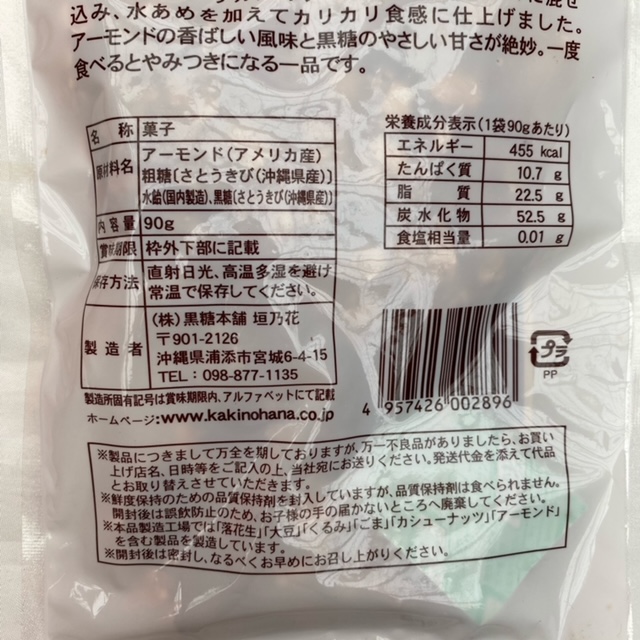 に混ぜ
込み、水あめを加えてカリカリ食感に仕上げました。
アーモンドの香ばしい風味と黒糖のやさしい甘さが絶妙。一度
食べるとやみつきになる一品です。
名称 菓子
原材料名 アーモンド(アメリカ産)
粗糖〔さとうきび(沖縄県産)〕
水飴(国内製造)、黒糖〔さとうきび(沖縄県産)〕
内容量 90g
賞味期限 枠外下部に記載
保存方法 直射日光、高温多湿を避け
常温で保存してください。
製造者 (株)黒糖本舗 垣乃花
〒901-2126
沖縄県浦添市宮城6-4-15
TEL:098-877-1135
製造所固有記号は賞味期限内、アルファベットにて記載
ホームページ:www.kakinohana.co.jp
栄養成分表示(1袋90gあたり)
エネルギー 455 kcal
たんぱく質 10.7 g
脂質 22.5 g
炭水化物 52.5 g
食塩相当量 0.01 g
4 957426 002896
プラ
PP
※製品につきまして万全を期しておりますが、万一不良品がありましたら、お買い
上げ店名、日時等をご記入の上、当社宛にお送りください。発送代金を添えて代品
とお取り替えさせていただきます。
※鮮度保持のための品質保持剤を封入していますが、品質保持剤は食べられません。
開封後は誤飲防止のため、お子様の手の届かないところへ廃棄してください。
※本品製造工場では「落花生」「大豆」「くるみ」「ごま」「カシューナッツ」「アーモンド」
を含む製品を製造しています。
※開封後は密封し、なるべくお早めにお召し上がりください。